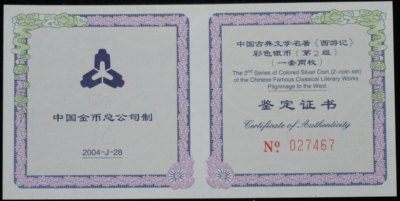 中国金币总公司制
2004-J-28
中国古典文学名著《西游记》
彩色银币（第2组）
（一套两枚）
The 2nd Series of Colored Silver Coin (2-coin set)
of the Chinese Famous Classical Literary Works
Pilgrimage to the West
鉴定证书
Certificate of Authenticity
No 027467